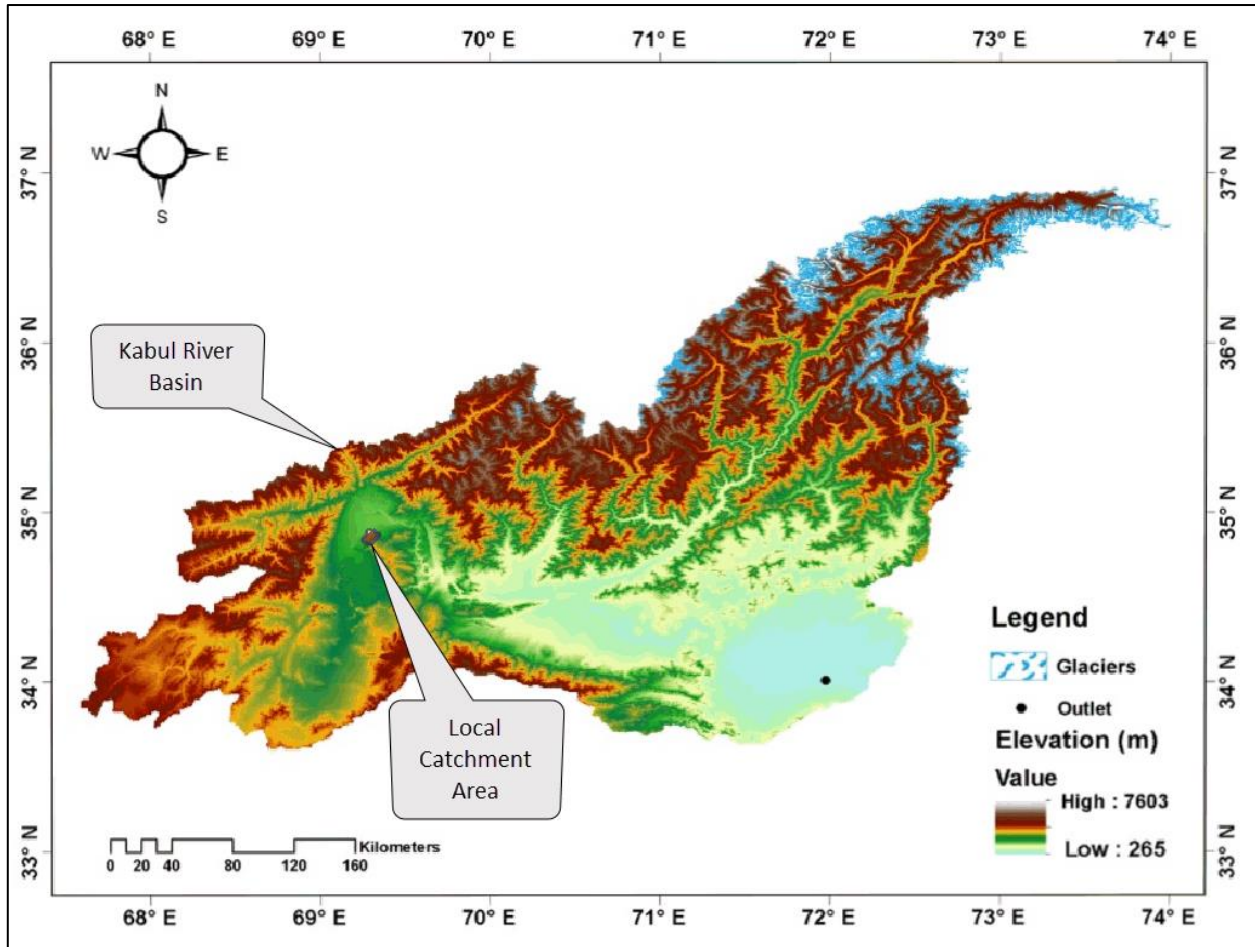 68° E 69° E 70° E 71° E 72° E 73° E 74° E
N
W E
S
37° N 37° N
36° N 36° N
35° N 35° N
34° N 34° N
33° N 33° N
Kabul River
Basin
Local
Catchment
Area
Legend
Glaciers
Outlet
Elevation (m)
Value
High : 7603
Low : 265
Kilometers
0 20 40 80 120 160
68° E 69° E 70° E 71° E 72° E 73° E 74° E